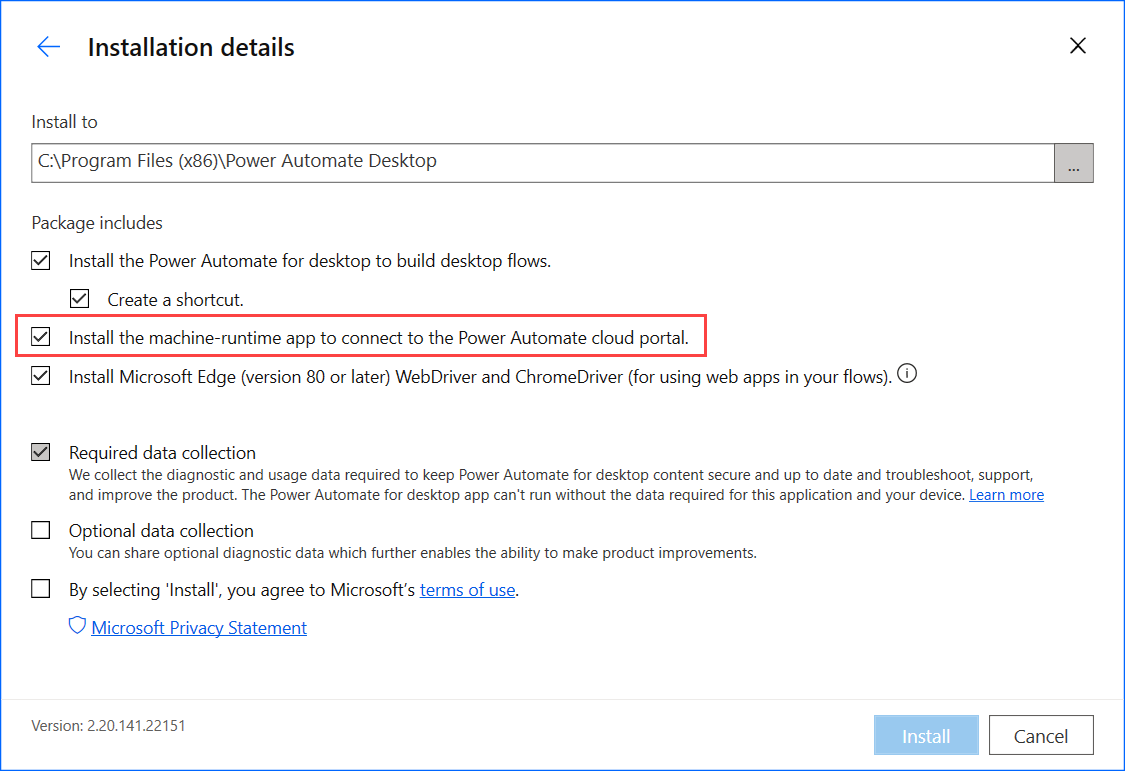 Installation details
Install to
C:\Program Files (x86)\Power Automate Desktop
...
Package includes
Install the Power Automate for desktop to build desktop flows.
Create a shortcut.
Install the machine-runtime app to connect to the Power Automate cloud portal.
Install Microsoft Edge (version 80 or later) WebDriver and ChromeDriver (for using web apps in your flows).
Required data collection
We collect the diagnostic and usage data required to keep Power Automate for desktop content secure and up to date and troubleshoot, support,
and improve the product. The Power Automate for desktop app can't run without the data required for this application and your device. Learn more
Optional data collection
You can share optional diagnostic data which further enables the ability to make product improvements.
By selecting 'Install', you agree to Microsoft’s terms of use.
Microsoft Privacy Statement
Version: 2.20.141.22151
Install
Cancel